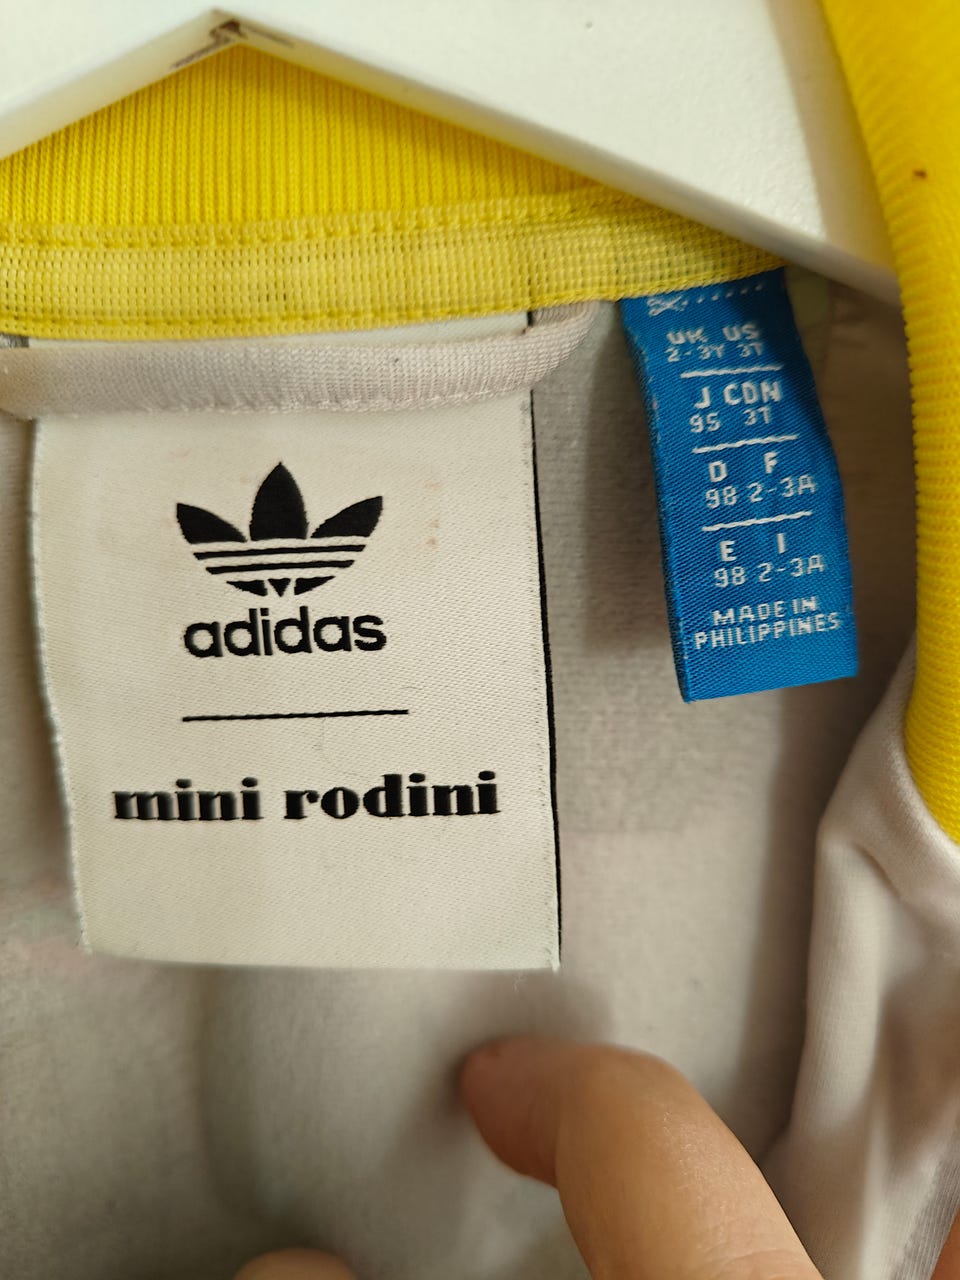 adidas
mini rodini
UK US
2-3Y 3T
J CDN
95 3T
D F
98 2-3A
E I
98 2-3A
MADE IN
PHILIPPINES